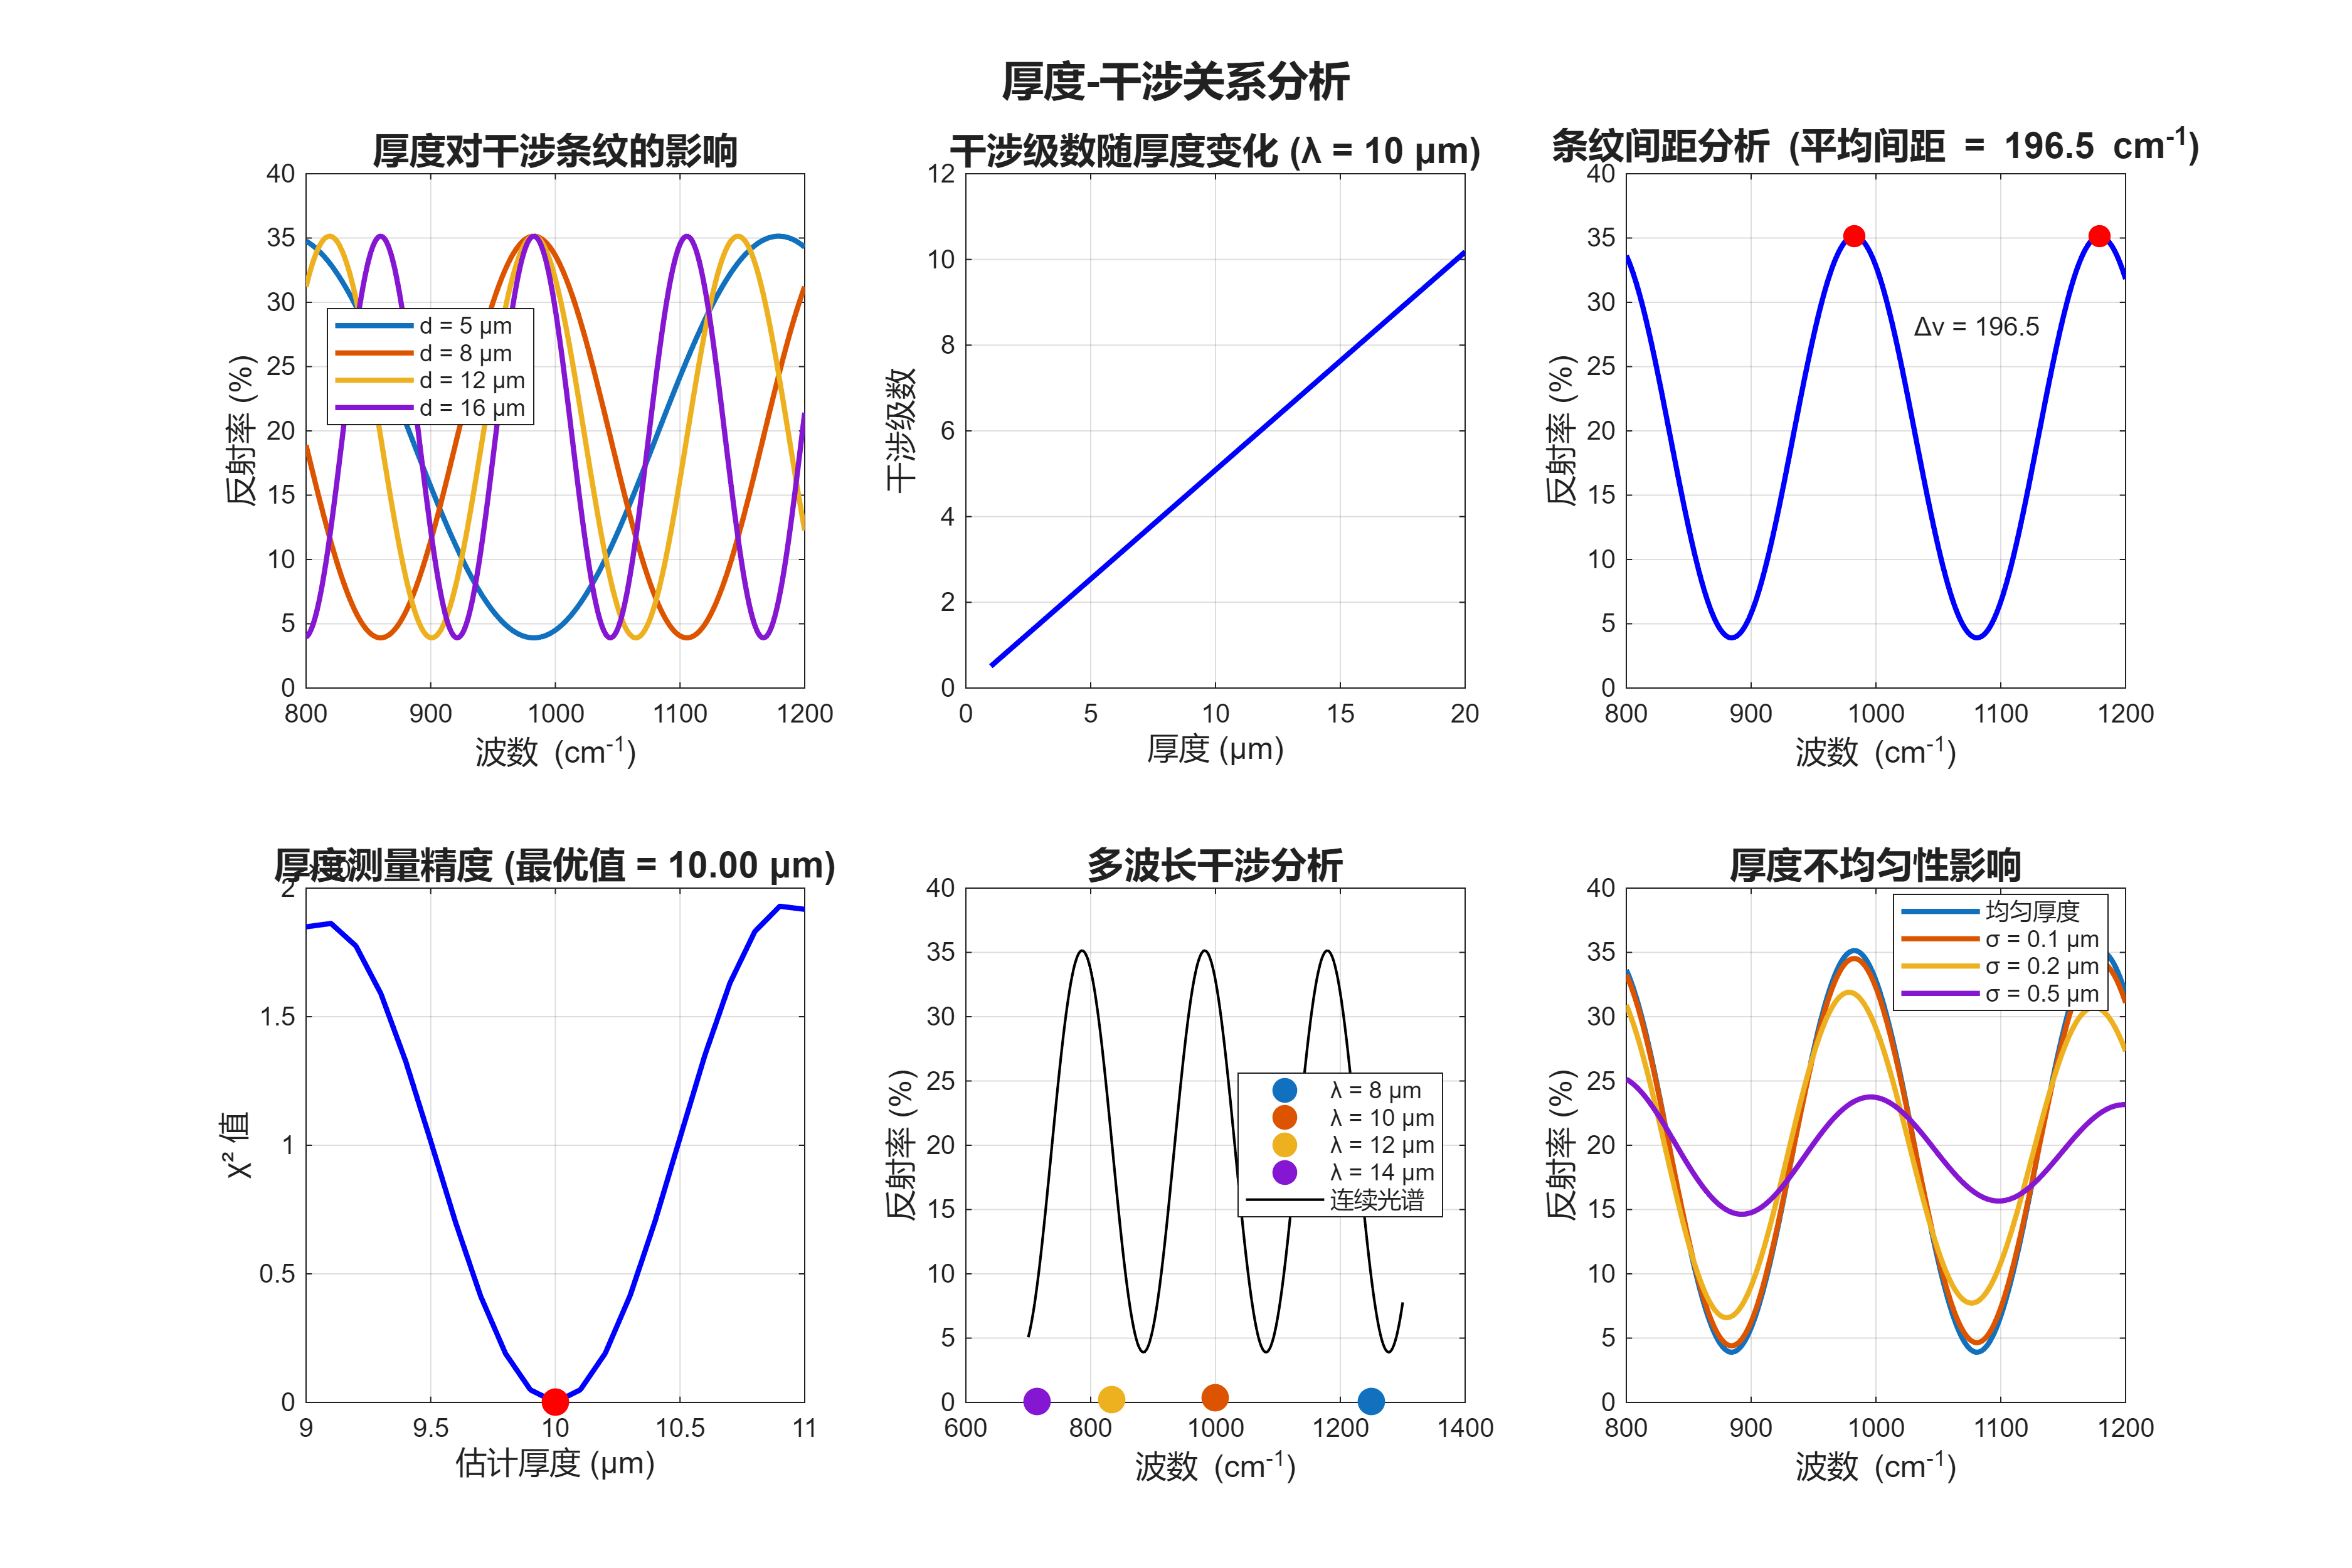 厚度-干涉关系分析
厚度对干涉条纹的影响
40
35
30
25
20
15
10
5
0
反射率 (%)
d = 5 μm
d = 8 μm
d = 12 μm
d = 16 μm
800
900
1000
1100
1200
波数 (cm-1)
干涉级数随厚度变化 (λ = 10 μm)
12
10
8
6
4
2
0
干涉级数
0
5
10
15
20
厚度 (μm)
条纹间距分析 (平均间距 = 196.5 cm-1)
40
35
30
25
20
15
10
5
0
反射率 (%)
Δν = 196.5
800
900
1000
1100
1200
波数 (cm-1)
厚度测量精度 (最优值 = 10.00 μm)
2
1.5
1
0.5
0
χ² 值
9
9.5
10
10.5
11
估计厚度 (μm)
多波长干涉分析
40
35
30
25
20
15
10
5
0
反射率 (%)
λ = 8 μm
λ = 10 μm
λ = 12 μm
λ = 14 μm
连续光谱
600
800
1000
1200
1400
波数 (cm-1)
厚度不均匀性影响
40
35
30
25
20
15
10
5
0
反射率 (%)
均匀厚度
σ = 0.1 μm
σ = 0.2 μm
σ = 0.5 μm
800
900
1000
1100
1200
波数 (cm-1)